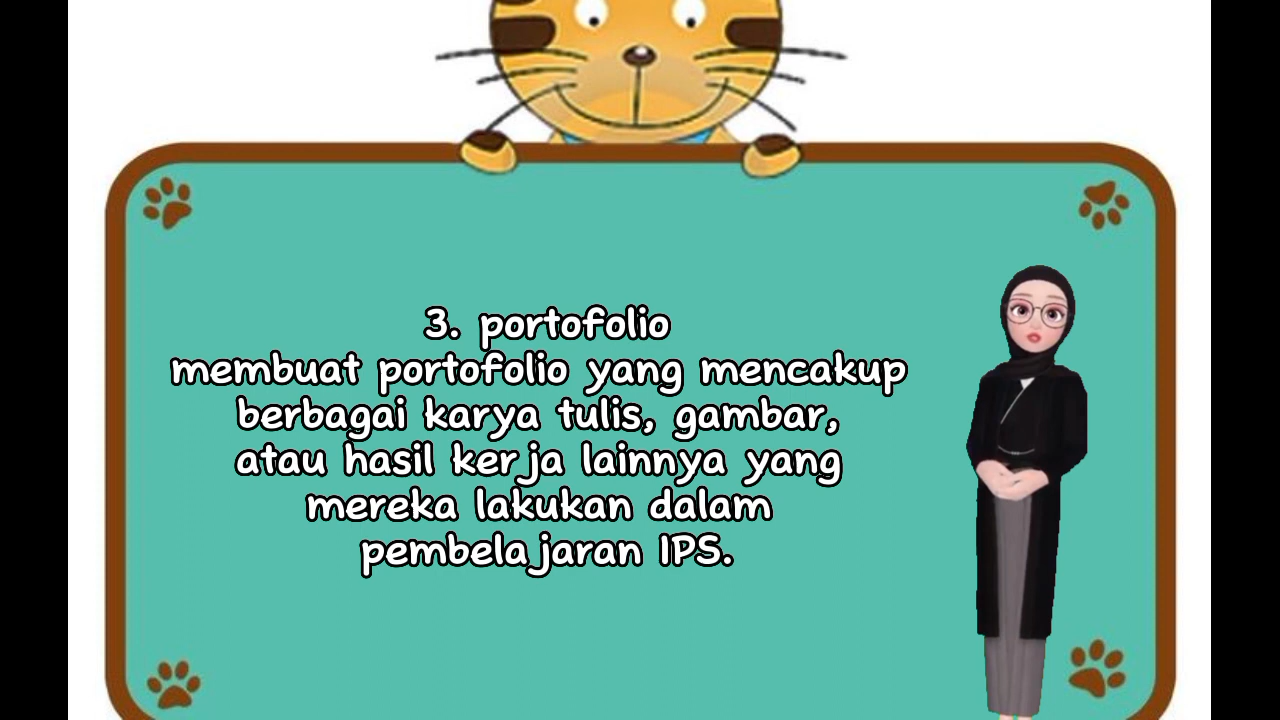 3. portofolio
membuat portofolio yang mencakup
berbagai karya tulis, gambar,
atau hasil kerja lainnya yang
mereka lakukan dalam
pembelajaran IPS.